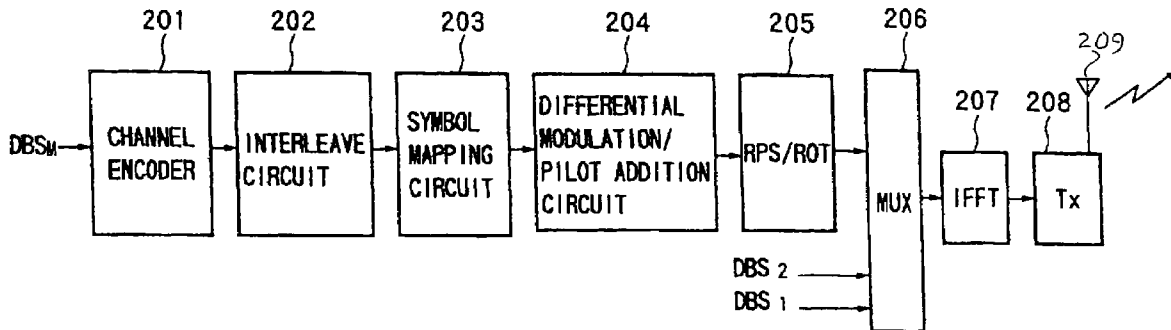 201
202
203
204
205
206
207
208
209
DBSM
CHANNEL
ENCODER
INTERLEAVE
CIRCUIT
SYMBOL
MAPPING
CIRCUIT
DIFFERENTIAL
MODULATION/
PILOT ADDITION
CIRCUIT
RPS/ROT
MUX
IFFT
Tx
DBS 2
DBS 1